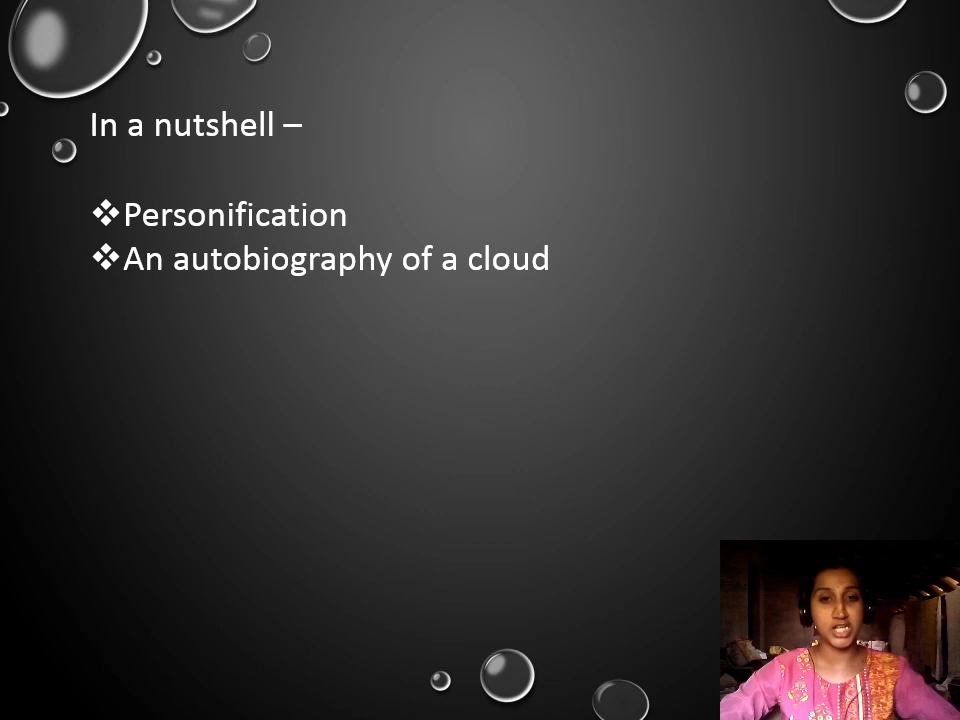 In a nutshell –
❖Personification
❖An autobiography of a cloud